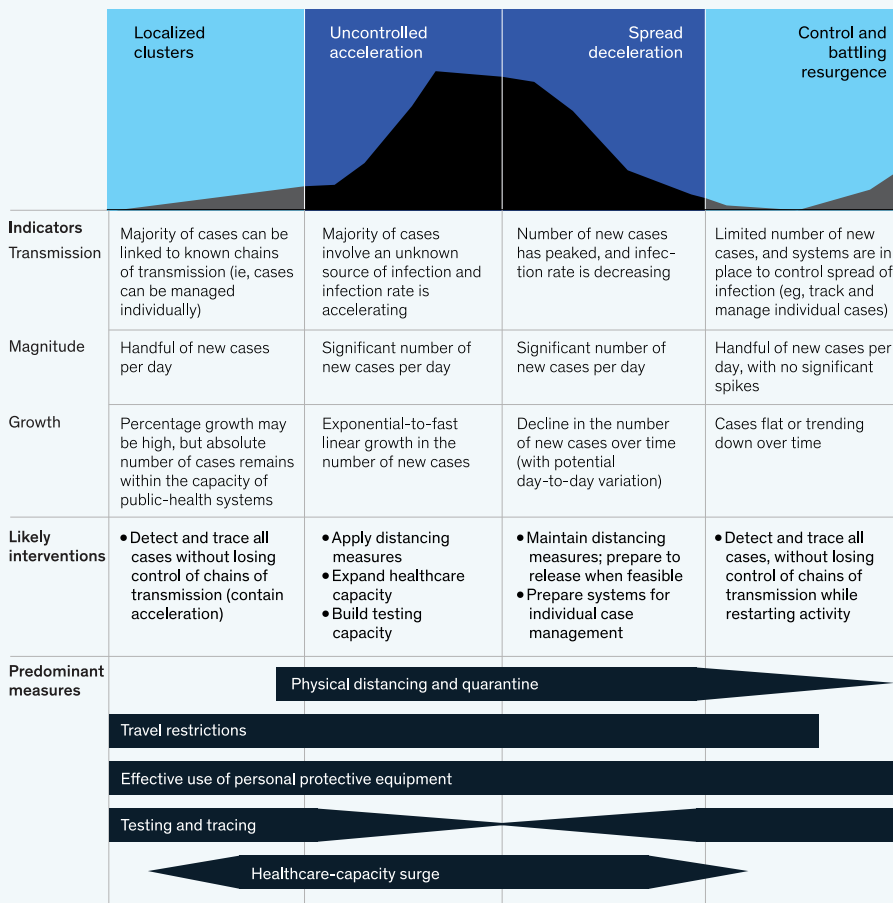 Localized
clusters
Uncontrolled
acceleration
Spread
deceleration
Control and
battling
resurgence
Indicators
Transmission
Majority of cases can be
linked to known chains
of transmission (ie, cases
can be managed
individually)
Majority of cases
involve an unknown
source of infection and
infection rate is
accelerating
Number of new cases
has peaked, and infec-
tion rate is decreasing
Limited number of new
cases, and systems are in
place to control spread of
infection (eg, track and
manage individual cases)
Magnitude
Handful of new cases
per day
Significant number of
new cases per day
Significant number of
new cases per day
Handful of new cases per
day, with no significant
spikes
Growth
Percentage growth may
be high, but absolute
number of cases remains
within the capacity of
public-health systems
Exponential-to-fast
linear growth in the
number of new cases
Decline in the number
of new cases over time
(with potential
day-to-day variation)
Cases flat or trending
down over time
Likely
interventions
• Detect and trace all
cases without losing
control of chains of
transmission (contain
acceleration)
• Apply distancing
measures
• Expand healthcare
capacity
• Build testing
capacity
• Maintain distancing
measures; prepare to
release when feasible
• Prepare systems for
individual case
management
• Detect and trace all
cases, without losing
control of chains of
transmission while
restarting activity
Predominant
measures
Physical distancing and quarantine
Travel restrictions
Effective use of personal protective equipment
Testing and tracing
Healthcare-capacity surge